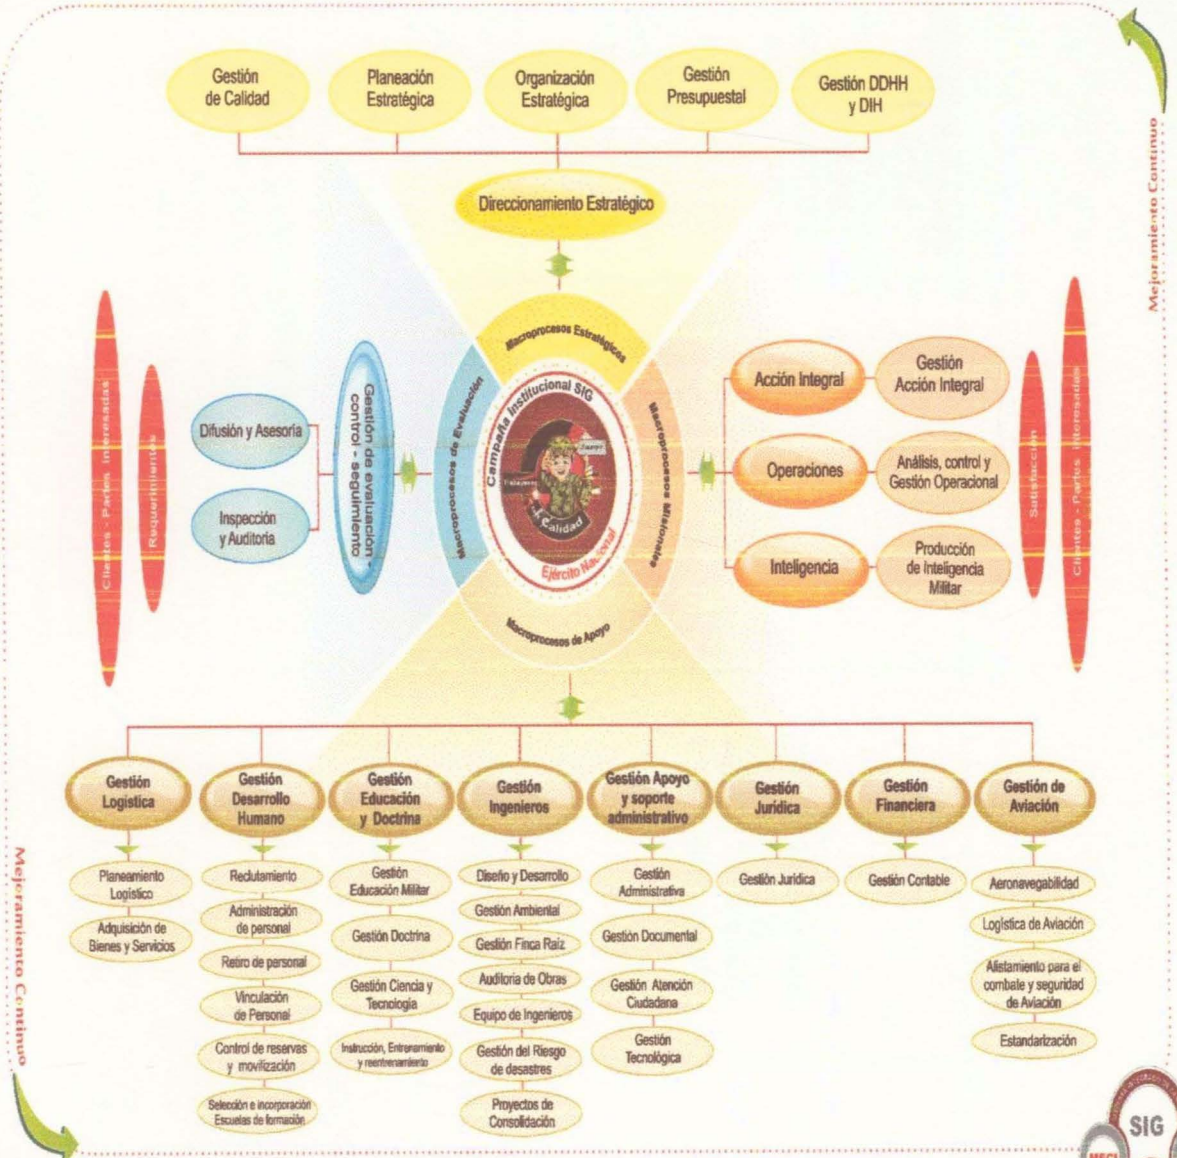 Gestión
de Calidad
Planeación
Estratégica
Organización
Estratégica
Gestión
Presupuestal
Gestión DDHH
y DIH
Mejoramiento Continuo
Direccionamiento Estratégico
Macroprocesos Estratégicos
Clientes - Partes interesadas
Requerimientos
Difusión y Asesoria
Inspección
y Auditoria
Gestión de evaluación -
control - seguimiento
Macroprocesos de Evaluación
Campaña Institucional SIG
Calidad
Ejército Nacional
Macroprocesos Misionales
Acción Integral
Gestión
Acción Integral
Operaciones
Análisis, control y
Gestión Operacional
Inteligencia
Producción
de Inteligencia
Militar
Satisfacción
Clientes - Partes interesadas
Macroprocesos de Apoyo
Gestión
Logística
Planeamiento
Logístico
Adquisición de
Bienes y Servicios
Gestión
Desarrollo
Humano
Reclutamiento
Administración
de personal
Retiro de personal
Vinculación
de Personal
Control de reservas
y movilización
Selección e incorporación
Escuelas de formación
Gestión
Educación
y Doctrina
Gestión
Educación Militar
Gestión Doctrina
Gestión Ciencia y
Tecnología
Instrucción, Entrenamiento
y reentrenamiento
Gestión
Ingenieros
Diseño y Desarrollo
Gestión Ambiental
Gestión Finca Raíz
Auditoria de Obras
Equipo de Ingenieros
Gestión del Riesgo
de desastres
Proyectos de
Consolidación
Gestión Apoyo
y soporte
administrativo
Gestión
Administrativa
Gestión Documental
Gestión Atención
Ciudadana
Gestión
Tecnológica
Gestión
Jurídica
Gestión Jurídica
Gestión
Financiera
Gestión Contable
Gestión de
Aviación
Aeronavegabilidad
Logística de Aviación
Alistamiento para el
combate y seguridad
de Aviación
Estandarización
Mejoramiento Continuo
SIG
MECI